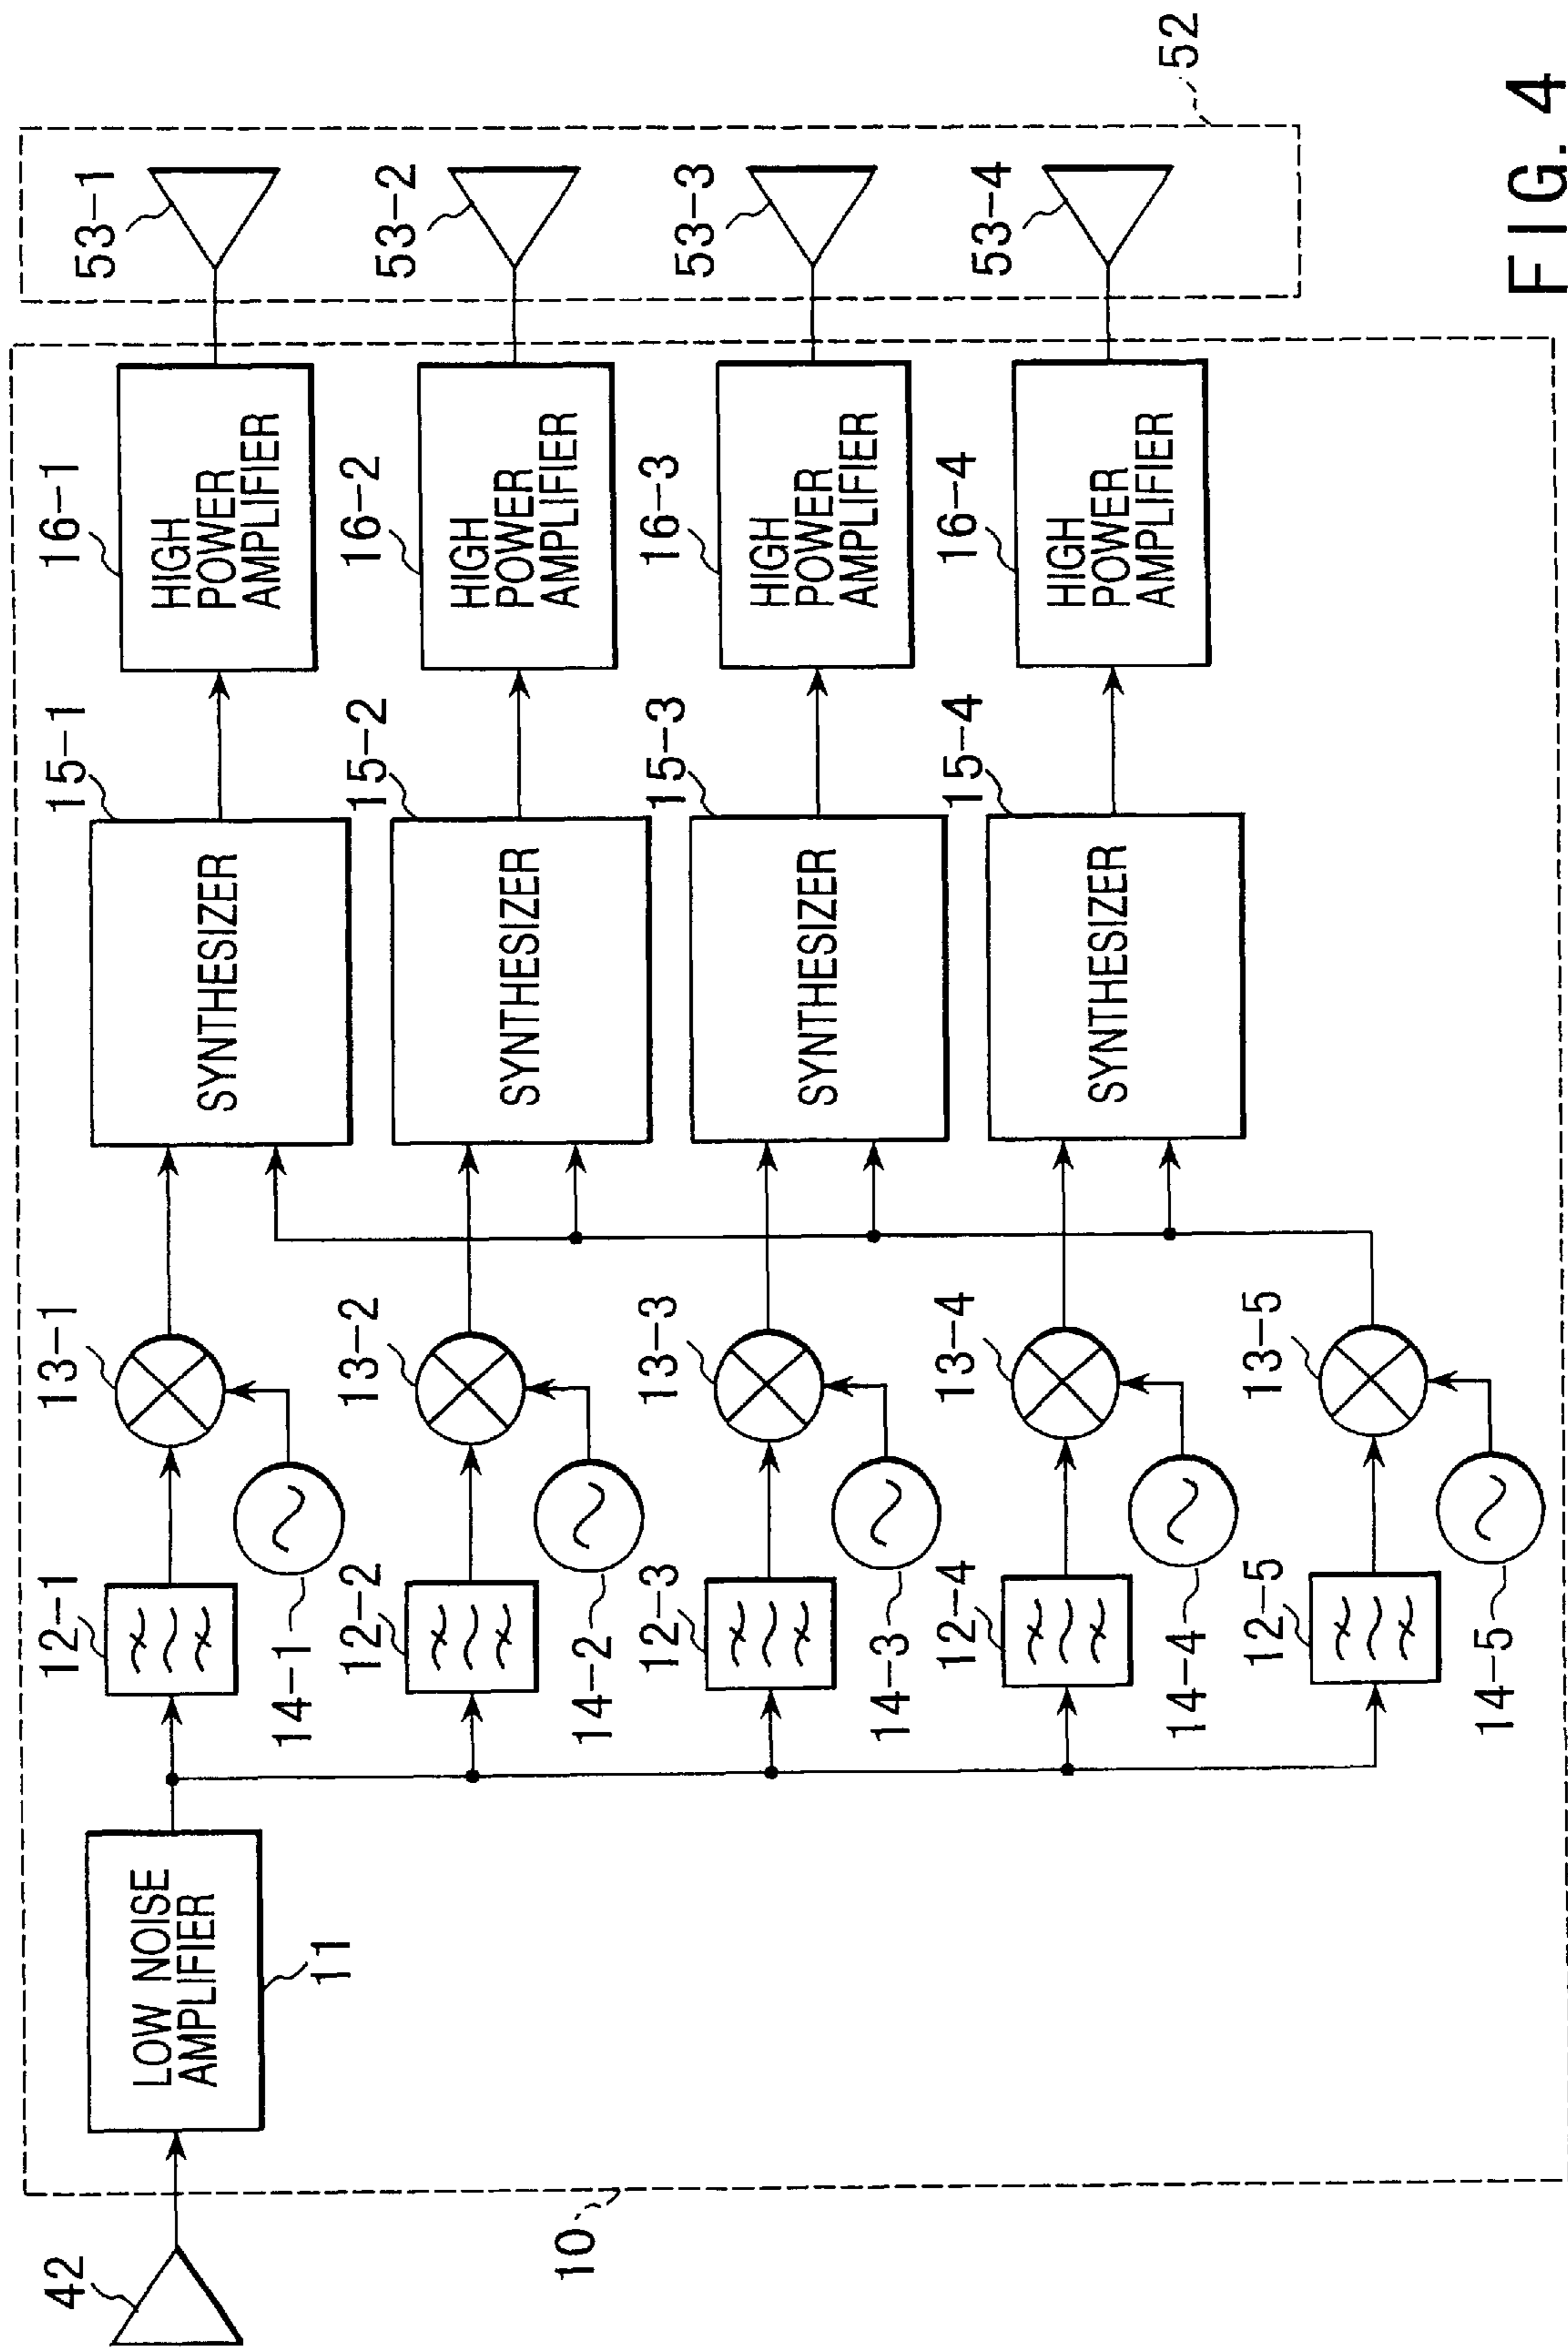 42
10
LOW NOISE
AMPLIFIER
11
12-1
13-1
14-1
15-1
SYNTHESIZER
16-1
HIGH
POWER
AMPLIFIER
53-1
12-2
13-2
14-2
15-2
SYNTHESIZER
16-2
HIGH
POWER
AMPLIFIER
53-2
12-3
13-3
14-3
15-3
SYNTHESIZER
16-3
HIGH
POWER
AMPLIFIER
53-3
12-4
13-4
14-4
15-4
SYNTHESIZER
16-4
HIGH
POWER
AMPLIFIER
53-4
12-5
13-5
14-5
52
FIG. 4